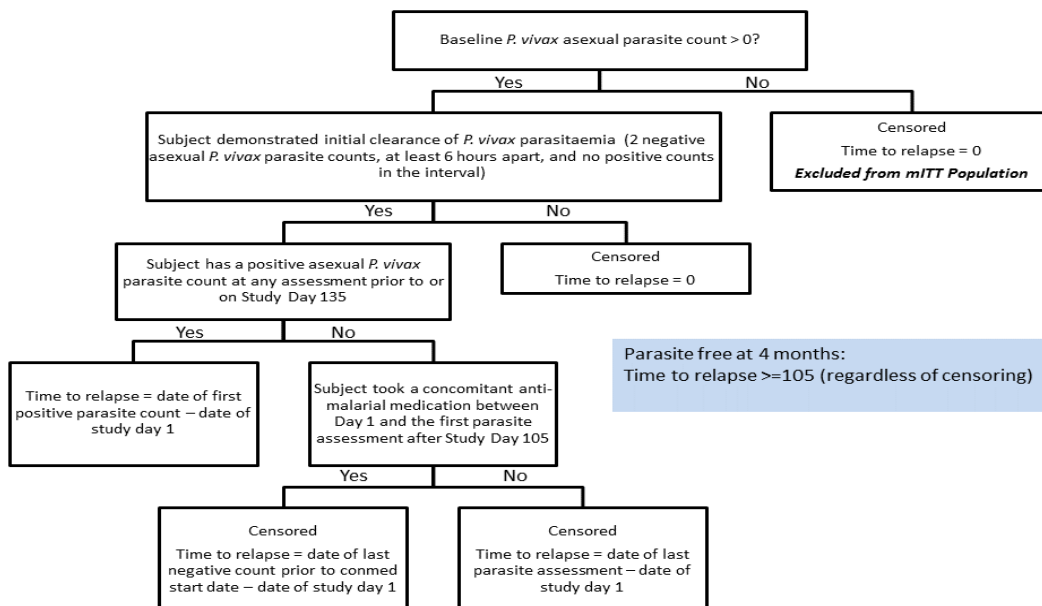 Baseline P. vivax asexual parasite count > 0?
Yes
No
Subject demonstrated initial clearance of P. vivax parasitaemia (2 negative
asexual P. vivax parasite counts, at least 6 hours apart, and no positive counts
in the interval)
Censored
Time to relapse = 0
Excluded from mITT Population
Yes
No
Subject has a positive asexual P. vivax
parasite count at any assessment prior to or
on Study Day 135
Censored
Time to relapse = 0
Yes
No
Time to relapse = date of first
positive parasite count – date of
study day 1
Subject took a concomitant anti-
malarial medication between
Day 1 and the first parasite
assessment after Study Day 105
Parasite free at 4 months:
Time to relapse >=105 (regardless of censoring)
Yes
No
Censored
Time to relapse = date of last
negative count prior to conmed
start date – date of study day 1
Censored
Time to relapse = date of last
parasite assessment – date of
study day 1